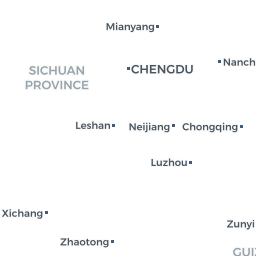 Mianyang
CHENGDU
Nanch
SICHUAN
PROVINCE
Leshan
Neijiang
Chongqing
Luzhou
Xichang
Zhaotong
Zunyi
GUI